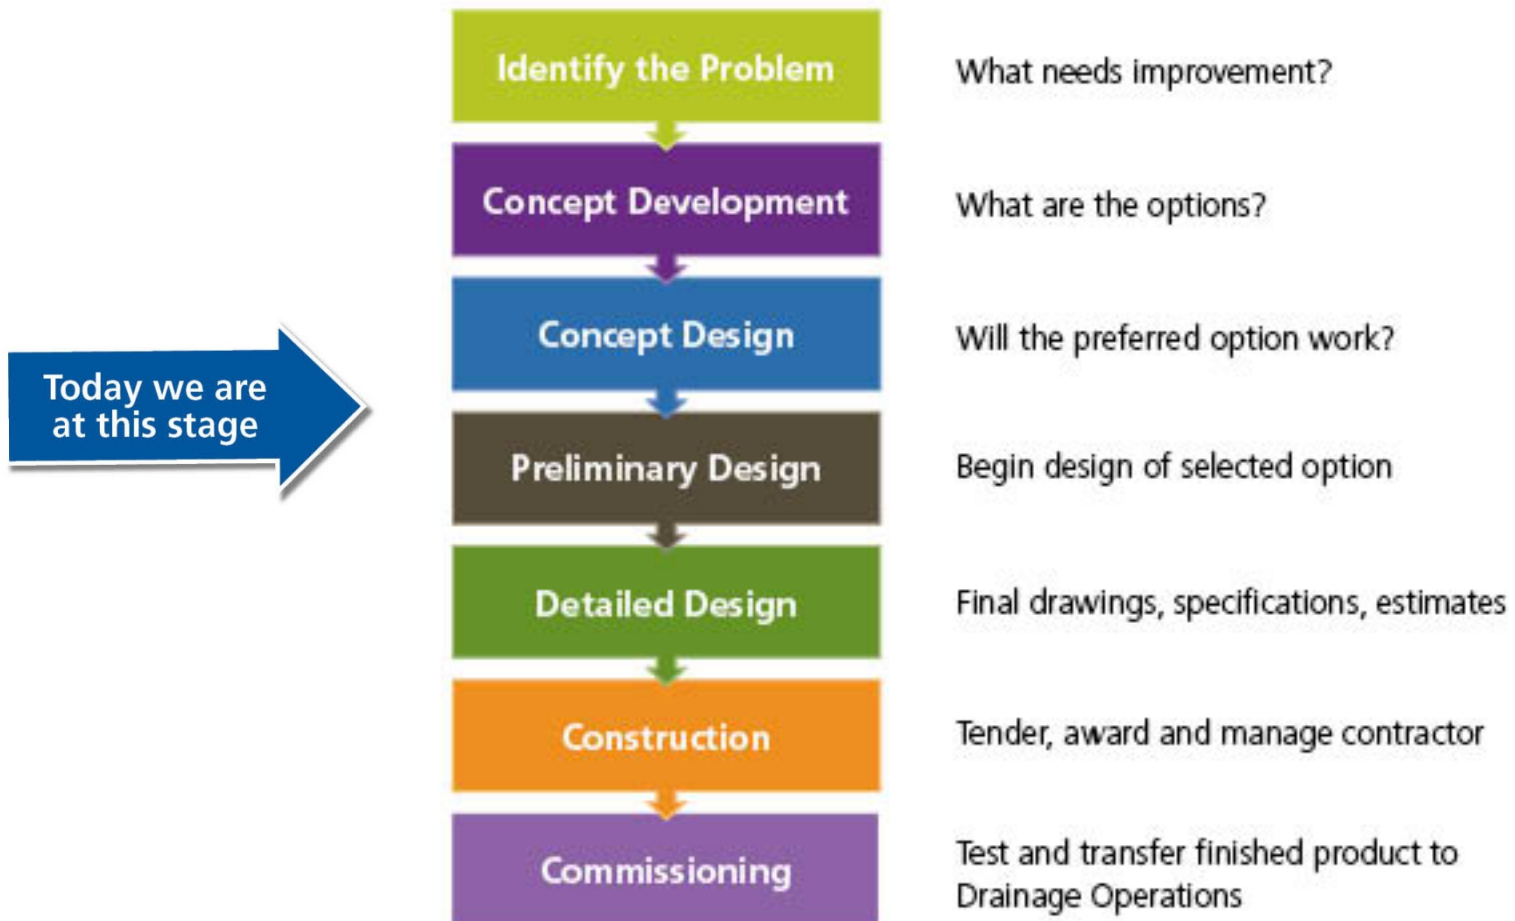 Identify the Problem
What needs improvement?
Concept Development
What are the options?
Concept Design
Will the preferred option work?
Today we are
at this stage
Preliminary Design
Begin design of selected option
Detailed Design
Final drawings, specifications, estimates
Construction
Tender, award and manage contractor
Commissioning
Test and transfer finished product to
Drainage Operations